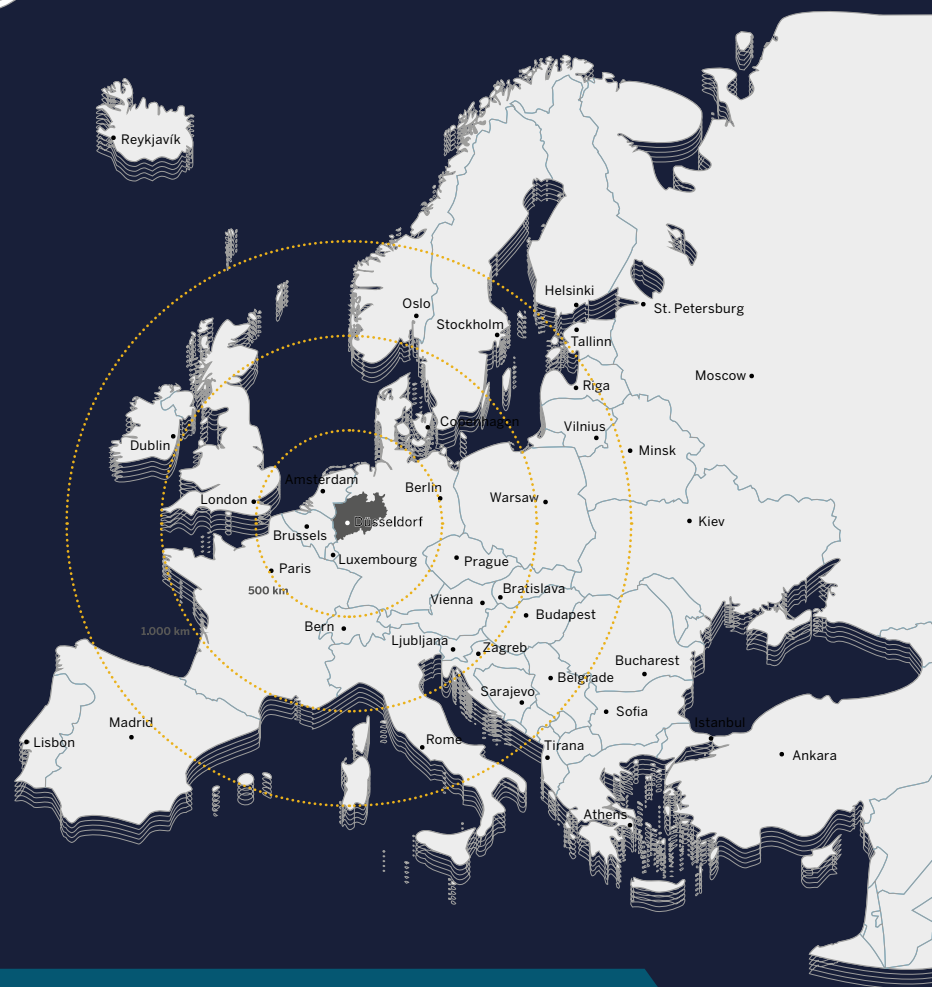 Reykjavík
Helsinki
Oslo
St. Petersburg
Stockholm
Tallinn
Moscow
Riga
Copenhagen
Vilnius
Dublin
Minsk
Amsterdam
Berlin
London
Warsaw
Kiev
Düsseldorf
Brussels
Luxembourg
Prague
Paris
500 km
Bratislava
Vienna
Budapest
Bern
1.000 km
Ljubljana
Zagreb
Bucharest
Belgrade
Sarajevo
Sofia
Madrid
Istanbul
Lisbon
Rome
Tirana
Ankara
Athens